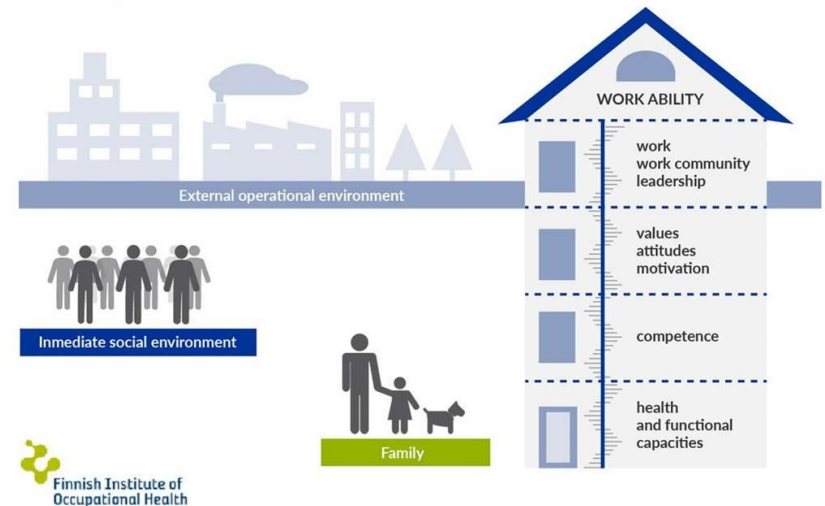 WORK ABILITY
work
work community
leadership
External operational environment
values
attitudes
motivation
Inmediate social environment
competence
health
and functional
capacities
Family
Finnish Institute of
Occupational Health